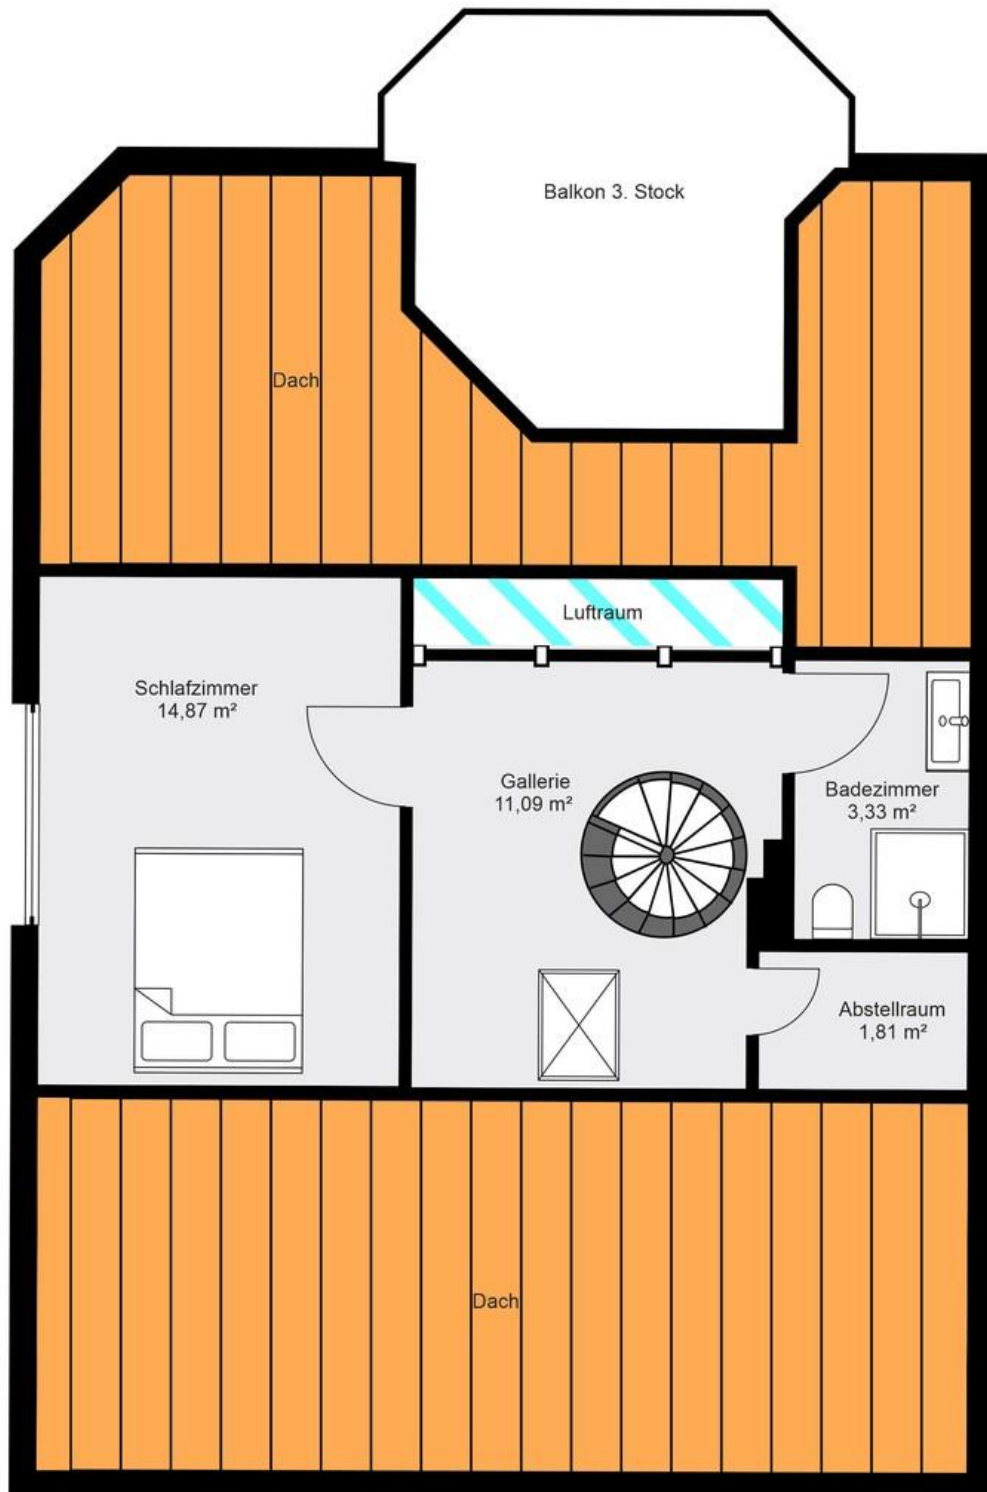 Balkon 3. Stock
Dach
Luftraum
Schlafzimmer
14,87 m²
Gallerie
11,09 m²
Badezimmer
3,33 m²
Abstellraum
1,81 m²
Dach